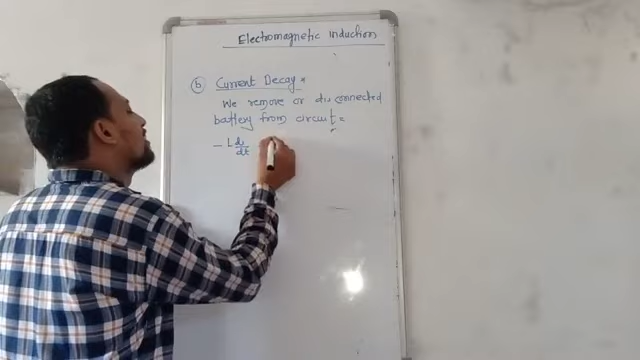 Electromagnetic Induction
(b) Current Decay :
We remove or disconnected
battery from circuit =
- L di/dt